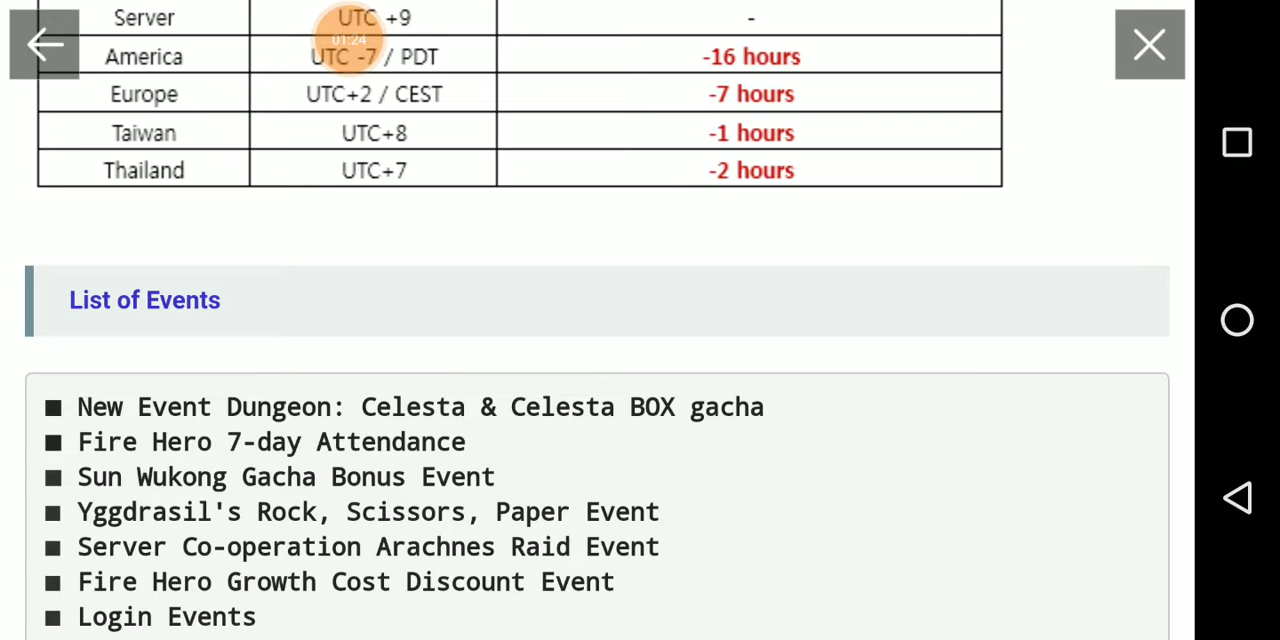 Server UTC +9 -
01:24
America UTC -7 / PDT -16 hours
Europe UTC+2 / CEST -7 hours
Taiwan UTC+8 -1 hours
Thailand UTC+7 -2 hours
List of Events
■ New Event Dungeon: Celesta & Celesta BOX gacha
■ Fire Hero 7-day Attendance
■ Sun Wukong Gacha Bonus Event
■ Yggdrasil's Rock, Scissors, Paper Event
■ Server Co-operation Arachnes Raid Event
■ Fire Hero Growth Cost Discount Event
■ Login Events